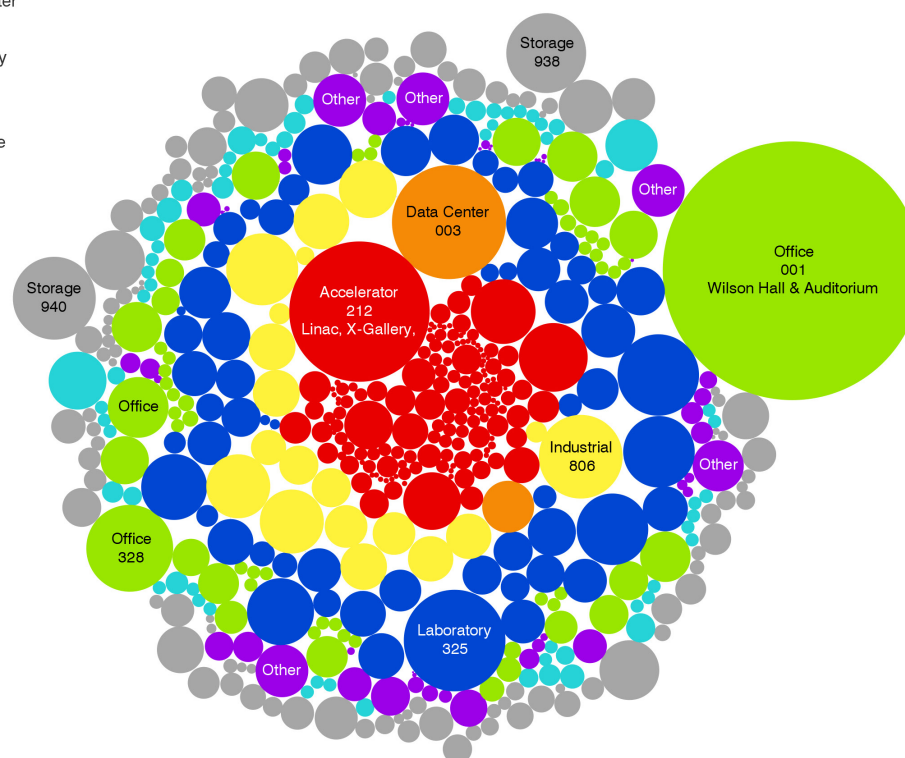 Storage
938
Other
Other
Other
Data Center
003
Office
001
Wilson Hall & Auditorium
Storage
940
Accelerator
212
Linac, X-Gallery,
Office
Industrial
806
Other
Office
328
Laboratory
325
Other